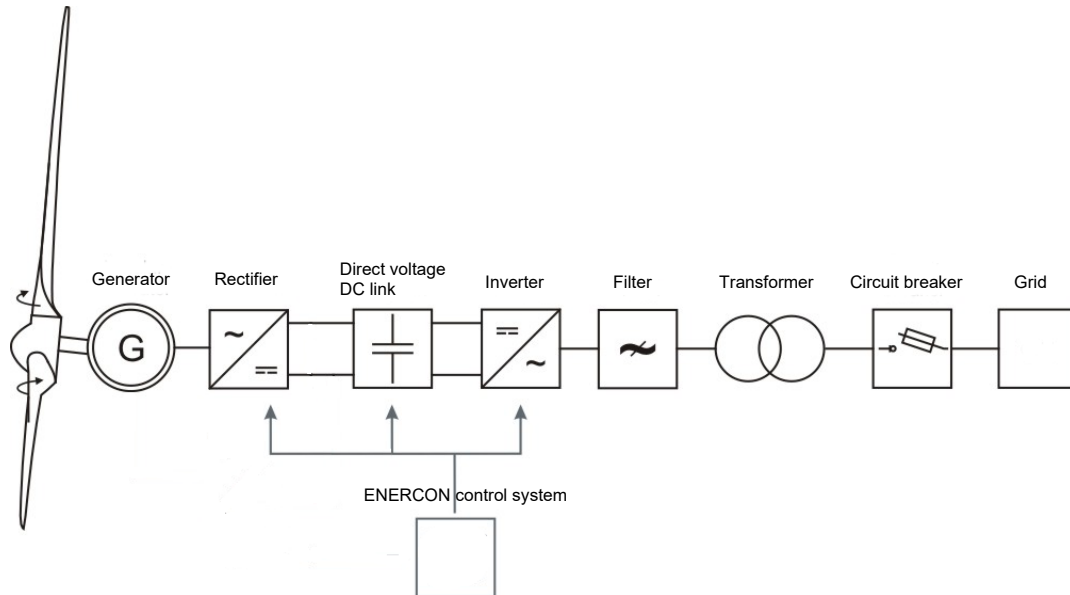 Generator
Rectifier
Direct voltage
DC link
Inverter
Filter
Transformer
Circuit breaker
Grid
G
ENERCON control system